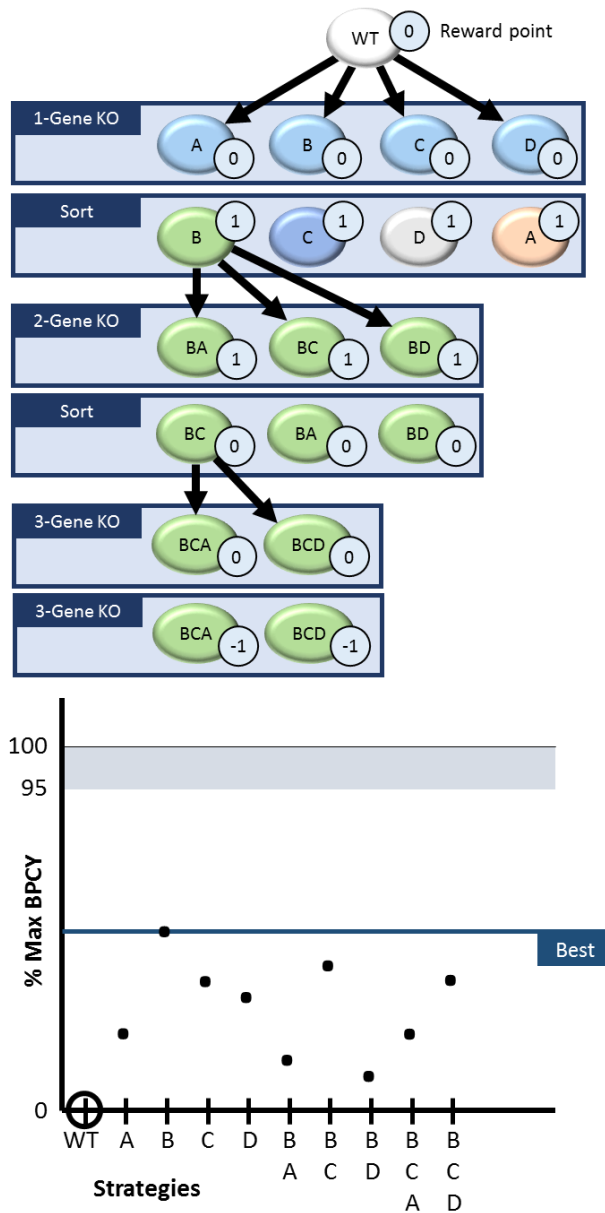 WT 0 Reward point
1-Gene KO
A 0 B 0 C 0 D 0
Sort
B 1 C 1 D 1 A 1
2-Gene KO
BA 1 BC 1 BD 1
Sort
BC 0 BA 0 BD 0
3-Gene KO
BCA 0 BCD 0
3-Gene KO
BCA -1 BCD -1
100
95
% Max BPCY
Best
0
WT A B C D B B B B B
A C D C C
A D
Strategies